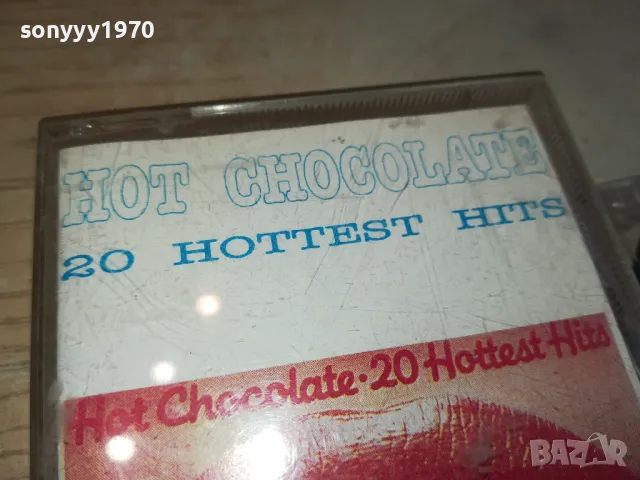 sonyyy1970
HOT CHOCOLATE
20 HOTTEST HITS
Hot Chocolate·20 Hottest Hits
BAZAR